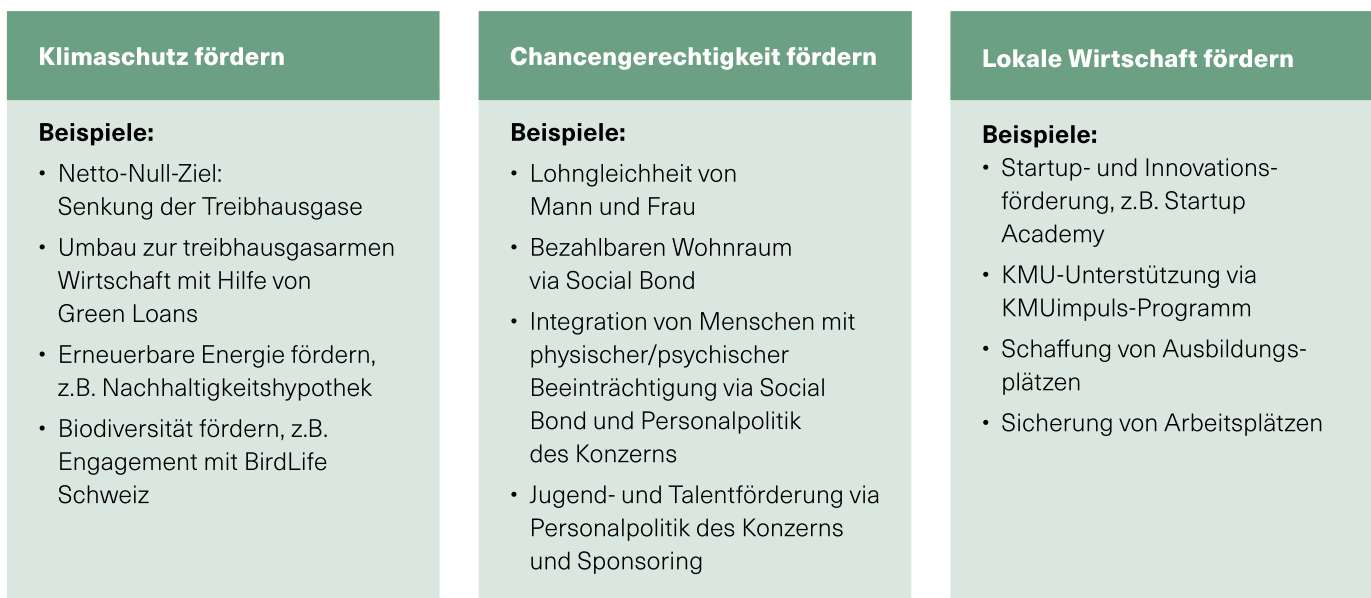 Klimaschutz fördern
Beispiele:
• Netto-Null-Ziel:
Senkung der Treibhausgase
• Umbau zur treibhausgasarmen
Wirtschaft mit Hilfe von
Green Loans
• Erneuerbare Energie fördern,
z.B. Nachhaltigkeitshypothek
• Biodiversität fördern, z.B.
Engagement mit BirdLife
Schweiz
Chancengerechtigkeit fördern
Beispiele:
• Lohngleichheit von
Mann und Frau
• Bezahlbaren Wohnraum
via Social Bond
• Integration von Menschen mit
physischer/psychischer
Beeinträchtigung via Social
Bond und Personalpolitik
des Konzerns
• Jugend- und Talentförderung via
Personalpolitik des Konzerns
und Sponsoring
Lokale Wirtschaft fördern
Beispiele:
• Startup- und Innovations-
förderung, z.B. Startup
Academy
• KMU-Unterstützung via
KMUimpuls-Programm
• Schaffung von Ausbildungs-
plätzen
• Sicherung von Arbeitsplätzen